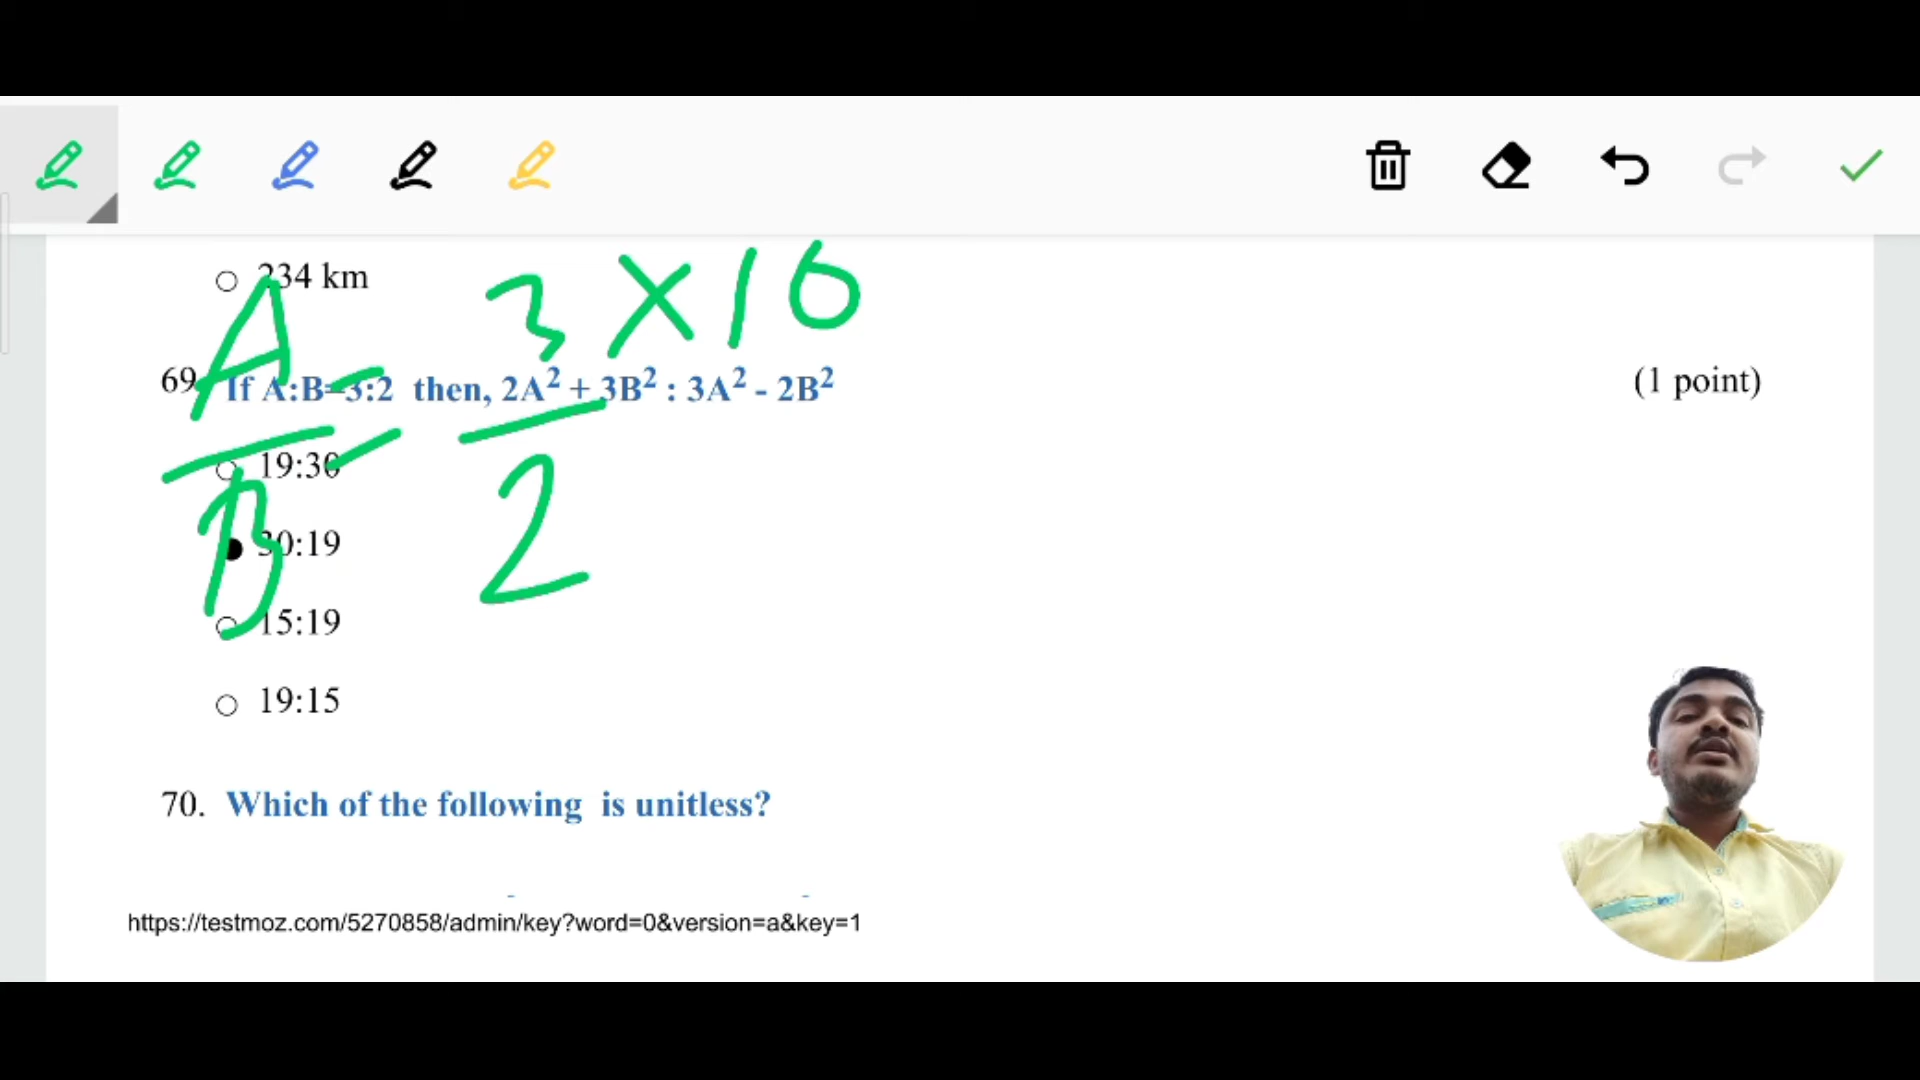 234 km
A = 3 × 10
B 2
69. If A:B=3:2 then, 2A² + 3B² : 3A² - 2B² (1 point)
19:30
30:19
15:19
19:15
70. Which of the following is unitless?
https://testmoz.com/5270858/admin/key?word=0&version=a&key=1